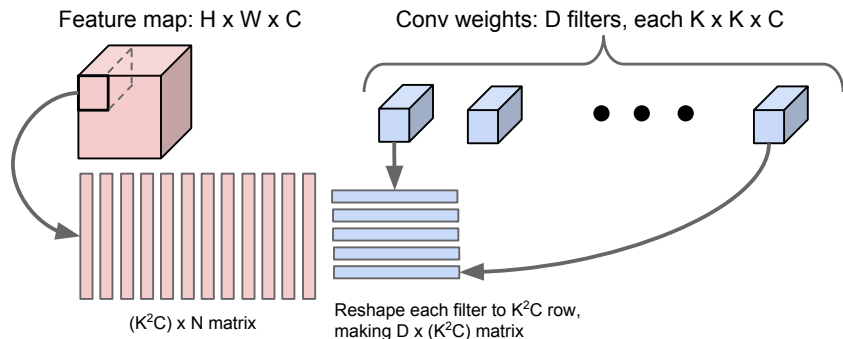 Feature map: H x W x C
Conv weights: D filters, each K x K x C
(K²C) x N matrix
Reshape each filter to K²C row,
making D x (K²C) matrix